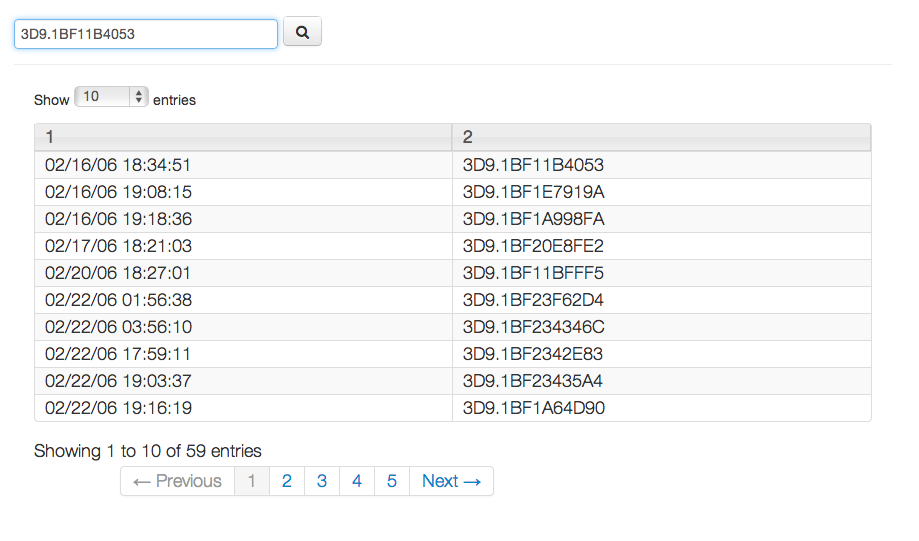 3D9.1BF11B4053
Show 10 entries
1 2
02/16/06 18:34:51 3D9.1BF11B4053
02/16/06 19:08:15 3D9.1BF1E7919A
02/16/06 19:18:36 3D9.1BF1A998FA
02/17/06 18:21:03 3D9.1BF20E8FE2
02/20/06 18:27:01 3D9.1BF11BFFF5
02/22/06 01:56:38 3D9.1BF23F62D4
02/22/06 03:56:10 3D9.1BF234346C
02/22/06 17:59:11 3D9.1BF2342E83
02/22/06 19:03:37 3D9.1BF23435A4
02/22/06 19:16:19 3D9.1BF1A64D90
Showing 1 to 10 of 59 entries
← Previous 1 2 3 4 5 Next →